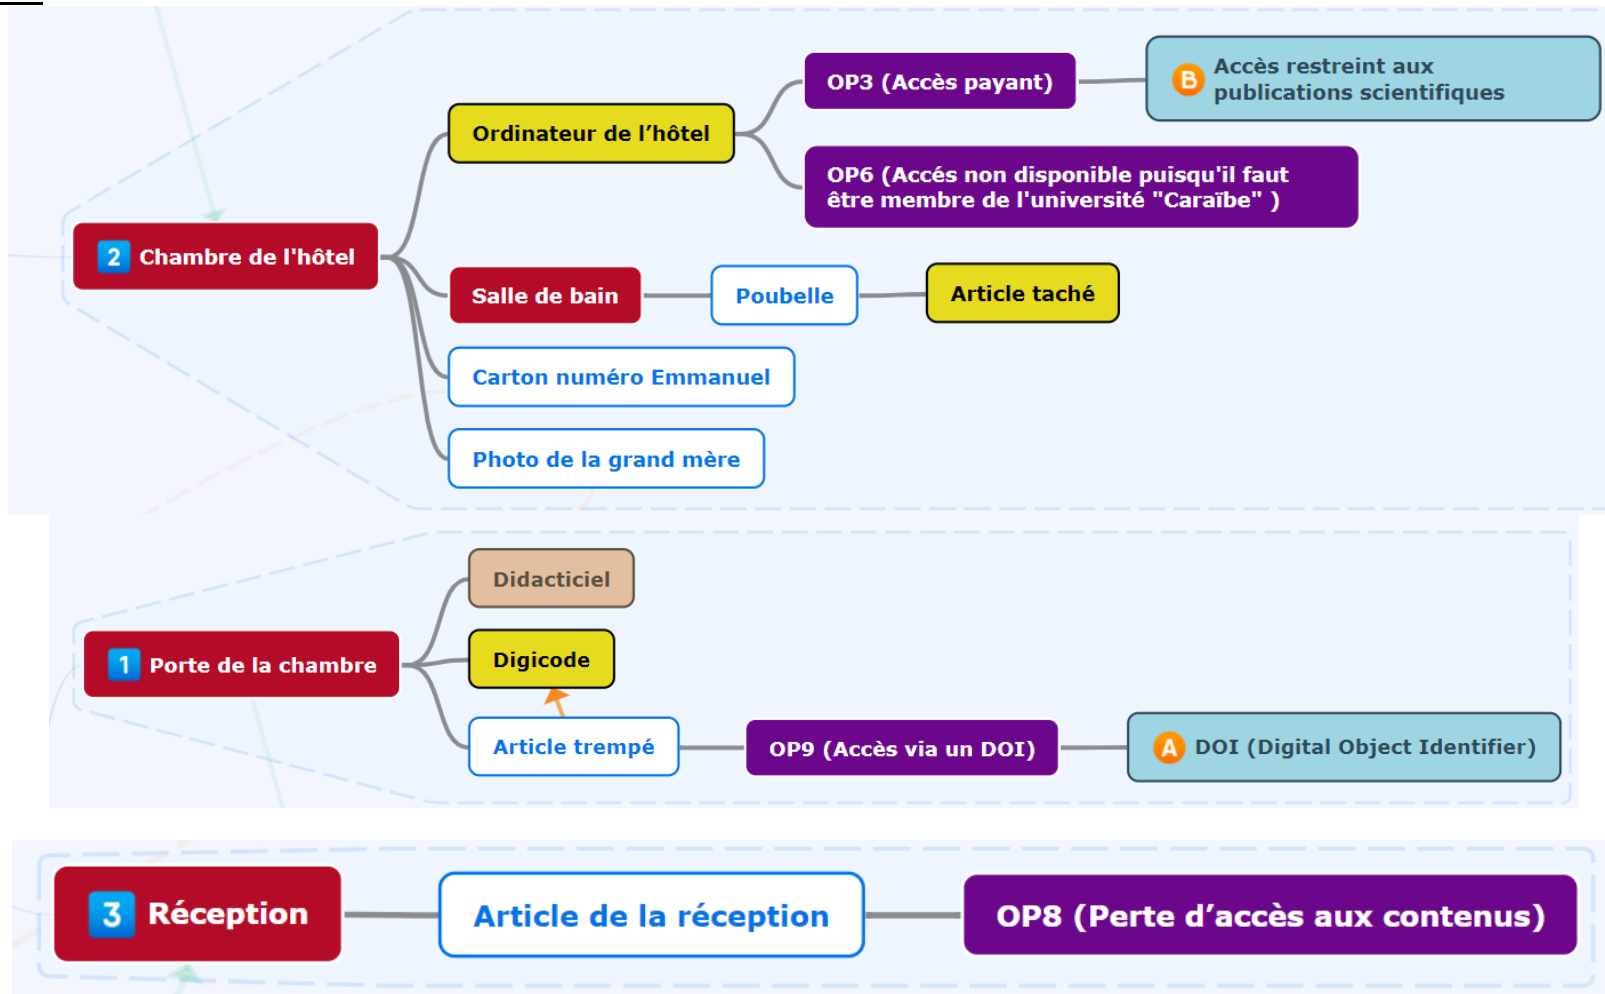 OP3 (Accès payant)
B
Accès restreint aux
publications scientifiques
Ordinateur de l’hôtel
OP6 (Accés non disponible puisqu'il faut
être membre de l'université "Caraïbe" )
2 Chambre de l'hôtel
Salle de bain
Poubelle
Article taché
Carton numéro Emmanuel
Photo de la grand mère
Didacticiel
1 Porte de la chambre
Digicode
Article trempé
OP9 (Accès via un DOI)
A DOI (Digital Object Identifier)
3 Réception
Article de la réception
OP8 (Perte d’accès aux contenus)